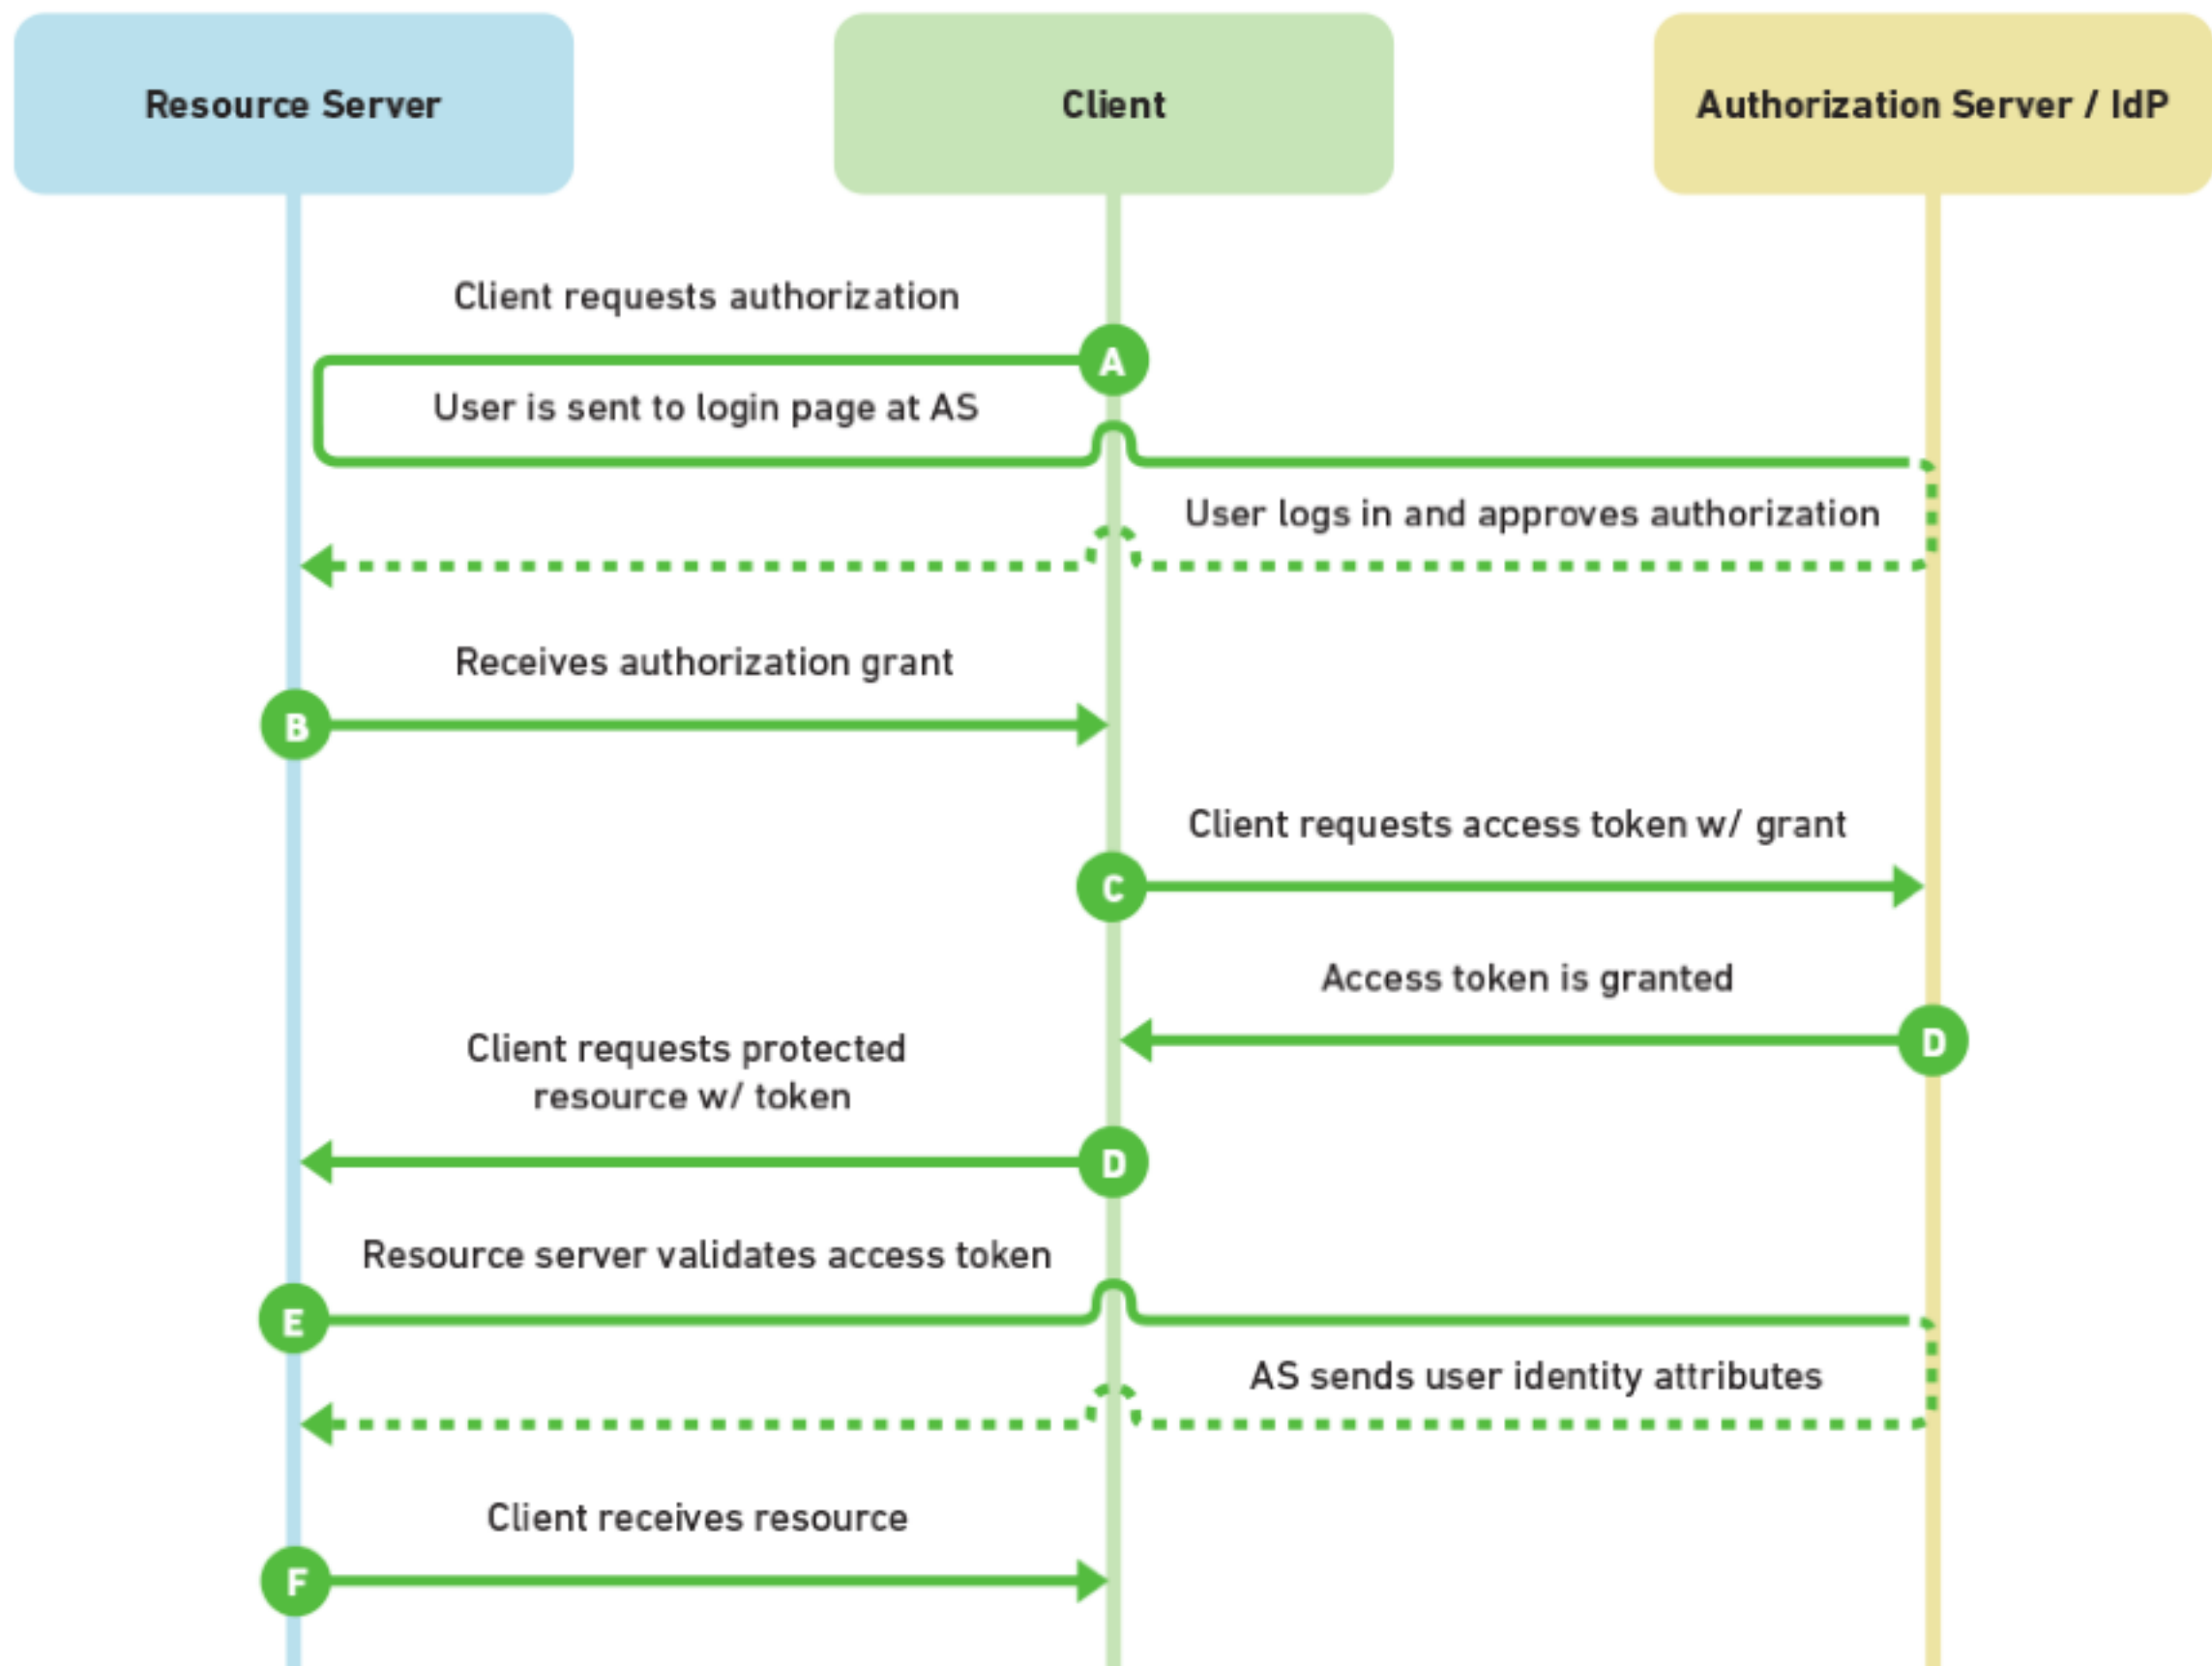 Resource Server
Client
Authorization Server / IdP
Client requests authorization
A
User is sent to login page at AS
User logs in and approves authorization
Receives authorization grant
B
Client requests access token w/ grant
C
Access token is granted
D
Client requests protected
resource w/ token
D
Resource server validates access token
E
AS sends user identity attributes
Client receives resource
F